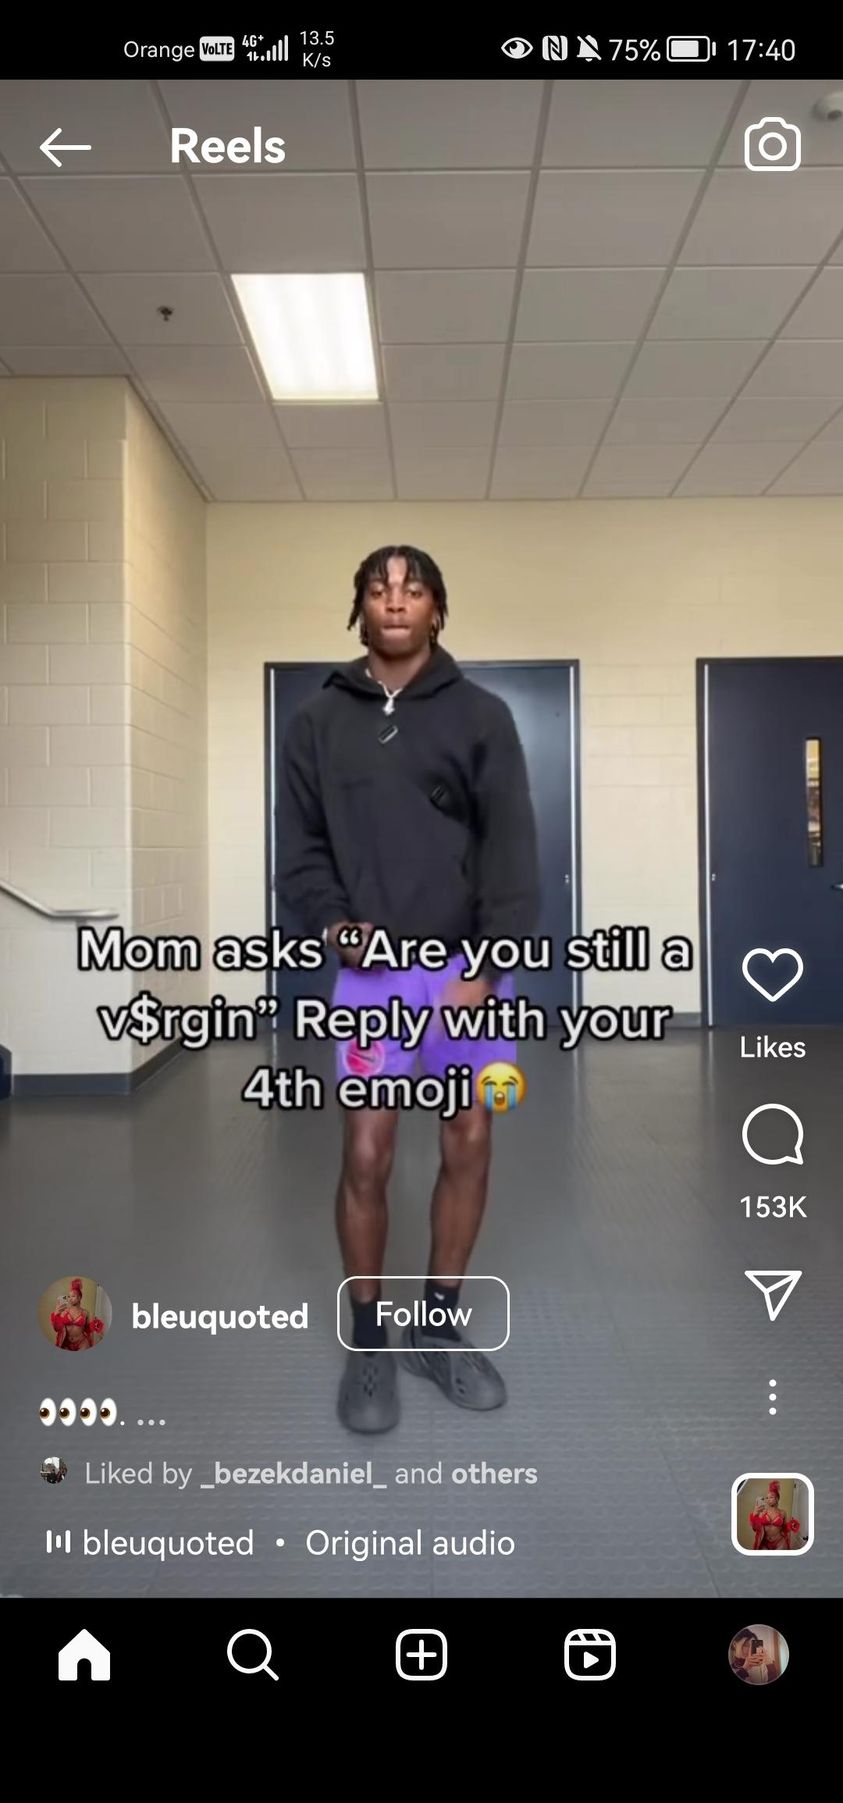 Orange VoLTE 4G+ 13.5 K/s 75% 17:40
Reels
Mom asks “Are you still a
v$rgin” Reply with your
4th emoji😭
Likes
153K
bleuquoted Follow
👀👀👀👀. ...
Liked by _bezekdaniel_ and others
bleuquoted • Original audio